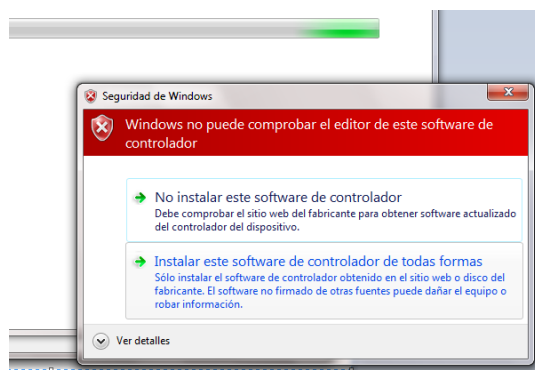 Seguridad de Windows
Windows no puede comprobar el editor de este software de
controlador
No instalar este software de controlador
Debe comprobar el sitio web del fabricante para obtener software actualizado
del controlador del dispositivo.
Instalar este software de controlador de todas formas
Sólo instalar el software de controlador obtenido en el sitio web o disco del
fabricante. El software no firmado de otras fuentes puede dañar el equipo o
robar información.
Ver detalles